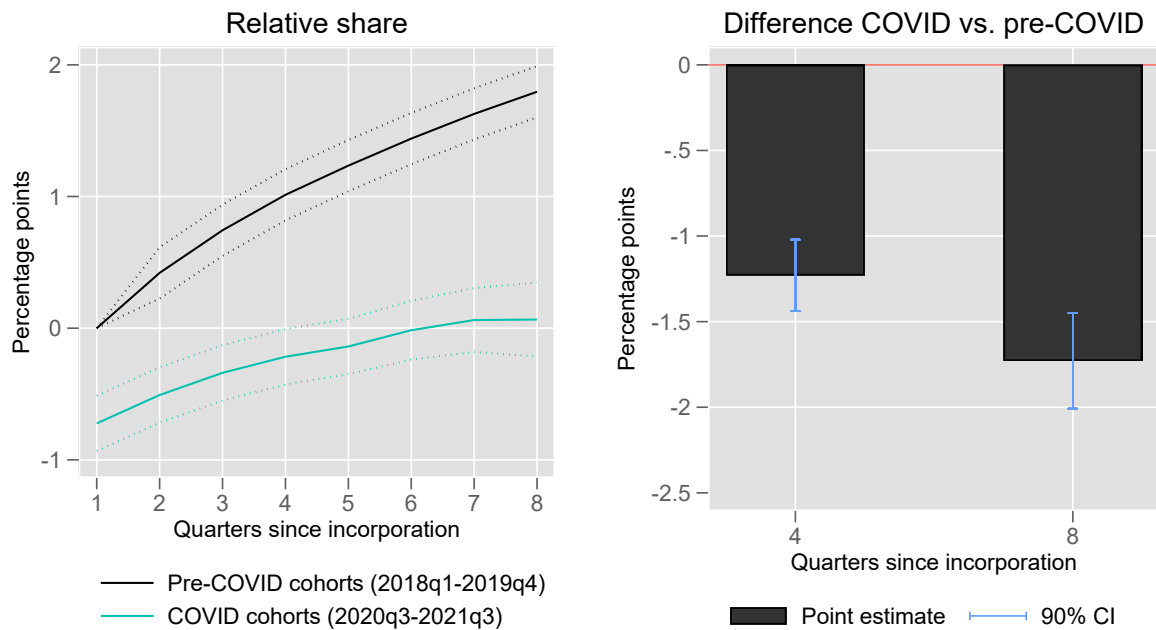 Relative share
Percentage points
2
1
0
-1
1 2 3 4 5 6 7 8
Quarters since incorporation
Pre-COVID cohorts (2018q1-2019q4)
COVID cohorts (2020q3-2021q3)
Difference COVID vs. pre-COVID
Percentage points
0
-.5
-1
-1.5
-2
-2.5
4 8
Quarters since incorporation
Point estimate 90% CI